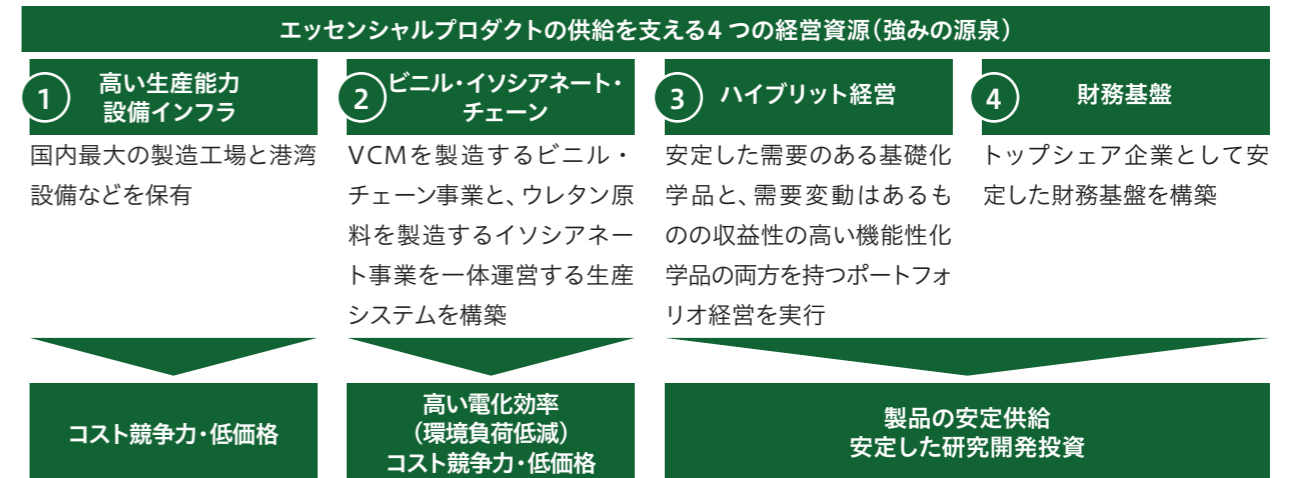 エッセンシャルプロダクトの供給を支える4 つの経営資源(強みの源泉)
1
高い生産能力
設備インフラ
国内最大の製造工場と港湾
設備などを保有
コスト競争力・低価格
2
ビニル・イソシアネート・
チェーン
VCMを製造するビニル・
チェーン事業と、ウレタン原
料を製造するイソシアネー
ト事業を一体運営する生産
システムを構築
高い電化効率
(環境負荷低減)
コスト競争力・低価格
3
ハイブリット経営
安定した需要のある基礎化
学品と、需要変動はあるも
のの収益性の高い機能性化
学品の両方を持つポートフォ
リオ経営を実行
4
財務基盤
トップシェア企業として安
定した財務基盤を構築
製品の安定供給
安定した研究開発投資